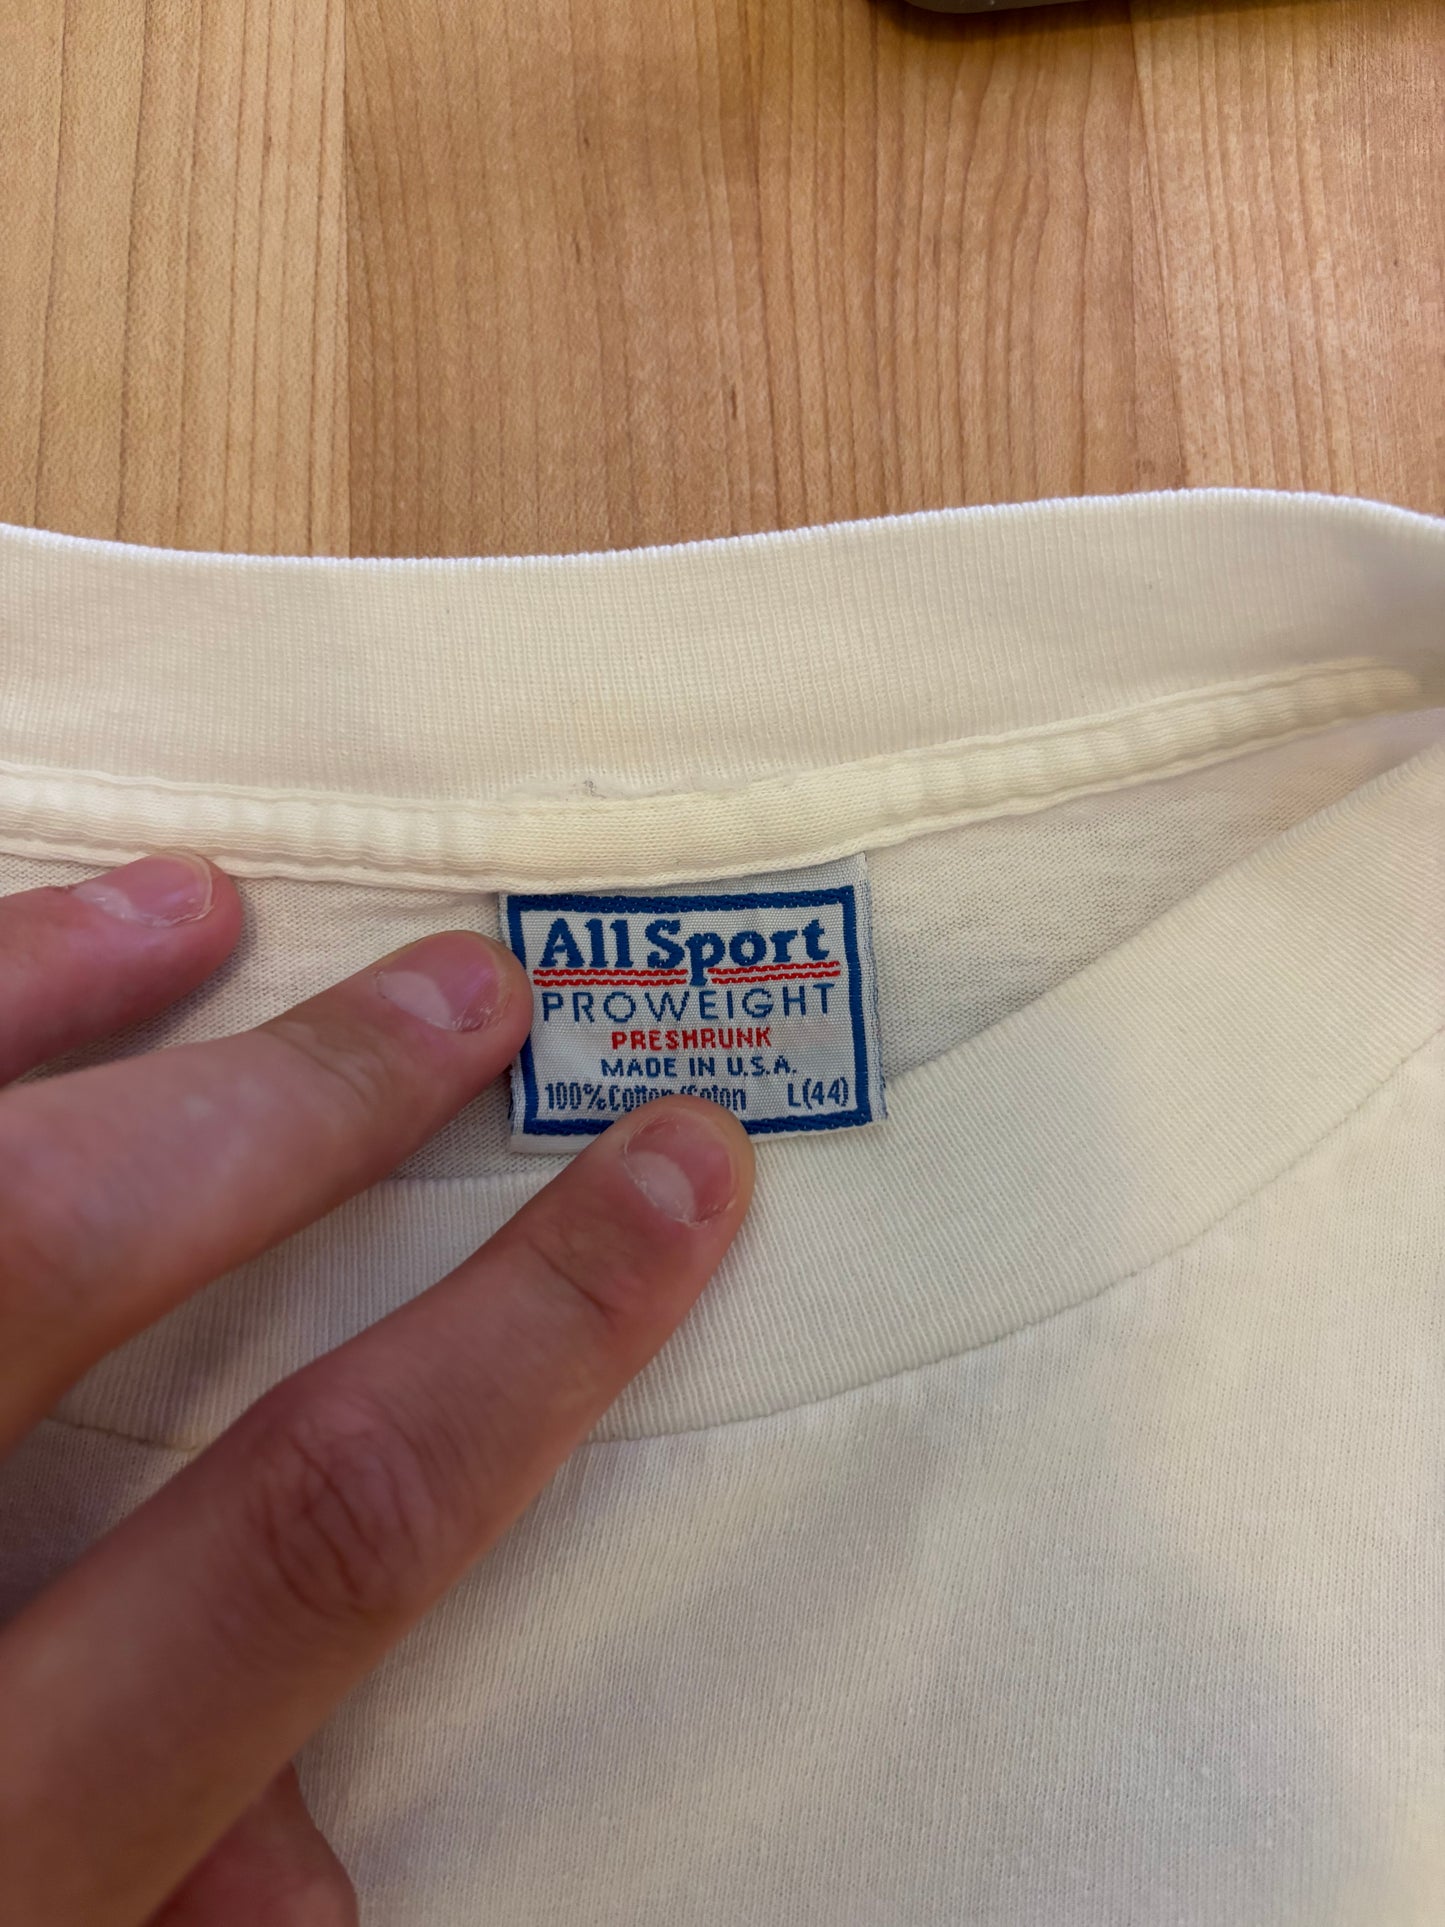 All Sport
PROWEIGHT
PRESHRUNK
MADE IN U.S.A.
100% Cotton/Coton L(44)